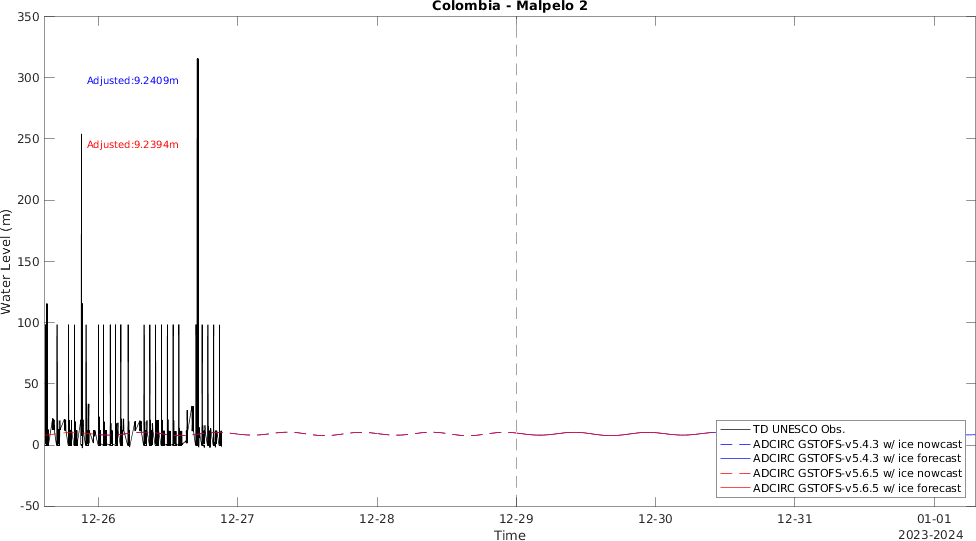 Colombia - Malpelo 2
350
300
250
200
150
100
50
0
-50
Water Level (m)
Adjusted:9.2409m
Adjusted:9.2394m
TD UNESCO Obs.
ADCIRC GSTOFS-v5.4.3 w/ ice nowcast
ADCIRC GSTOFS-v5.4.3 w/ ice forecast
ADCIRC GSTOFS-v5.6.5 w/ ice nowcast
ADCIRC GSTOFS-v5.6.5 w/ ice forecast
12-26 12-27 12-28 12-29 12-30 12-31 01-01
Time
2023-2024